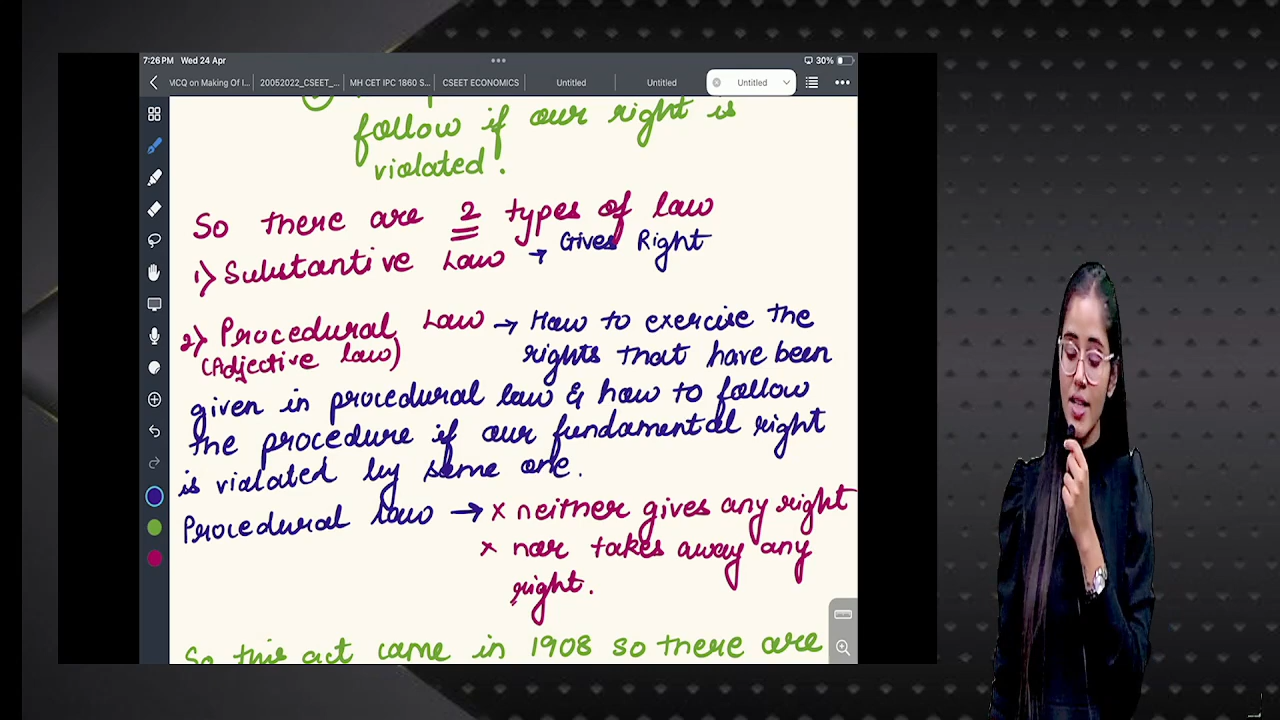 7:26 PM Wed 24 Apr
30%
MCQ on Making Of I... 20052022_CSEET_... MH CET IPC 1860 S... CSEET ECONOMICS Untitled Untitled Untitled
follow if our right is
violated.
So there are 2 types of law
1) Substantive Law → Gives Right
2) Procedural Law → How to exercise the
(Adjective law) rights that have been
given in procedural law & how to follow
the procedure if our fundamental right
is violated by some one.
Procedural Law → x neither gives any right
x nor takes away any
right.
So this act came in 1908 so there are